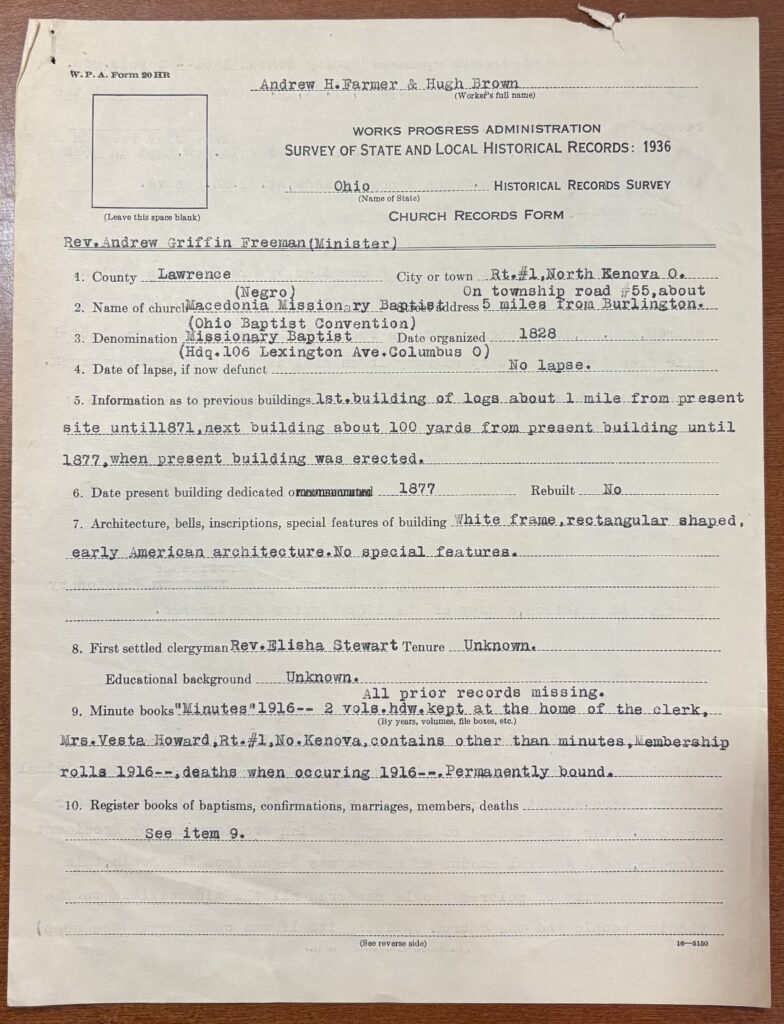 W. P. A. Form 20 HR
Andrew H.Farmer & Hugh Brown
(Worker's full name)
WORKS PROGRESS ADMINISTRATION
SURVEY OF STATE AND LOCAL HISTORICAL RECORDS: 1936
Ohio HISTORICAL RECORDS SURVEY
(Name of State)
(Leave this space blank)
CHURCH RECORDS FORM
Rev.Andrew Griffin Freeman(Minister)
1. County Lawrence City or town Rt.#1,North Kenova O.
(Negro) On township road #55,about
2. Name of church Macedonia Missionary Baptist Street address 5 miles from Burlington.
(Ohio Baptist Convention)
3. Denomination Missionary Baptist Date organized 1828
(Hdq.106 Lexington Ave.Columbus O)
4. Date of lapse, if now defunct No lapse.
5. Information as to previous buildings 1st.building of logs about 1 mile from present
site until1871,next building about 100 yards from present building until
1877,when present building was erected.
6. Date present building dedicated or consecrated 1877 Rebuilt No
7. Architecture, bells, inscriptions, special features of building White frame,rectangular shaped,
early American architecture.No special features.
8. First settled clergyman Rev.Elisha Stewart Tenure Unknown.
Educational background Unknown.
All prior records missing.
9. Minute books "Minutes"1916-- 2 vols.hdw.kept at the home of the clerk,
(By years, volumes, file boxes, etc.)
Mrs.Vesta Howard,Rt.#1,No.Kenova,contains other than minutes,Membership
rolls 1916--,deaths when occuring 1916--.Permanently bound.
10. Register books of baptisms, confirmations, marriages, members, deaths
See item 9.
(See reverse side)
16—5150